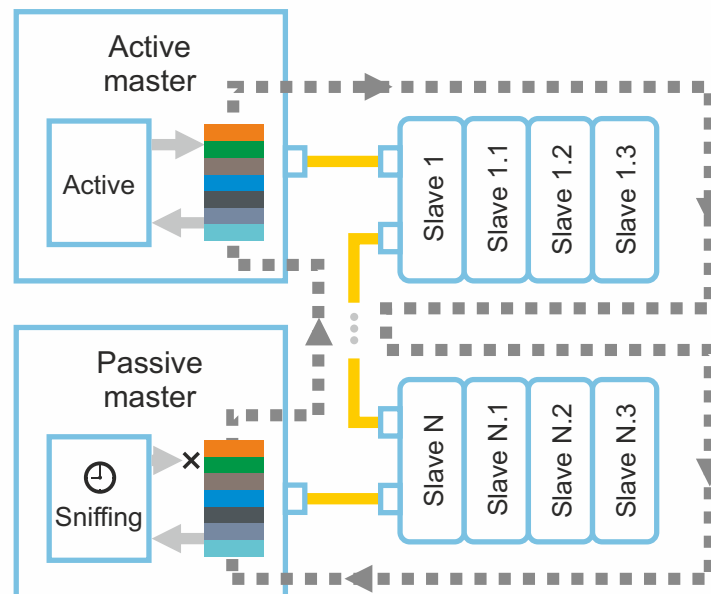 Active
master
Active
Slave 1
Slave 1.1
Slave 1.2
Slave 1.3
Passive
master
Sniffing
Slave N
Slave N.1
Slave N.2
Slave N.3